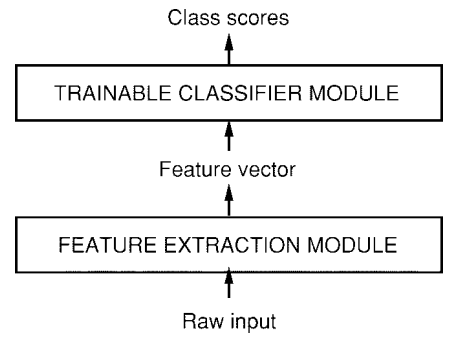 Class scores
TRAINABLE CLASSIFIER MODULE
Feature vector
FEATURE EXTRACTION MODULE
Raw input